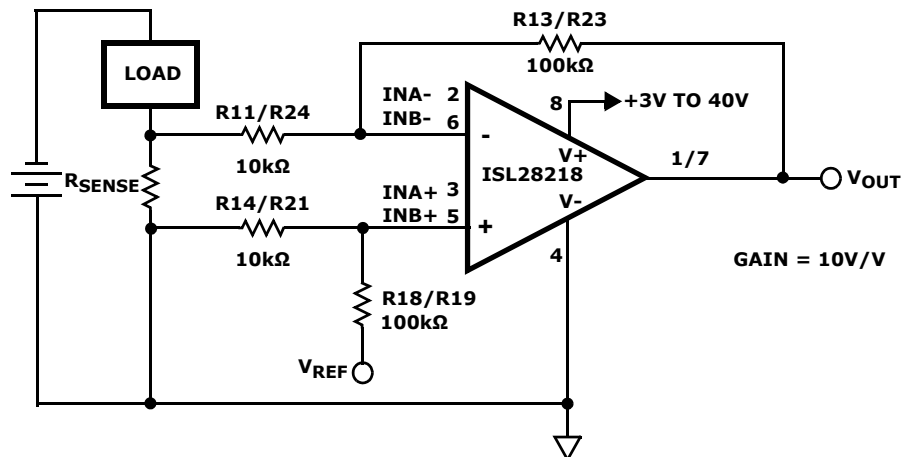 R13/R23
100kΩ
LOAD
INA- 2
INB- 6
8
+3V TO 40V
R11/R24
10kΩ
-
V+
ISL28218
1/7
RSENSE
R14/R21
10kΩ
INA+ 3
INB+ 5
+
V-
4
VOUT
GAIN = 10V/V
R18/R19
100kΩ
VREF